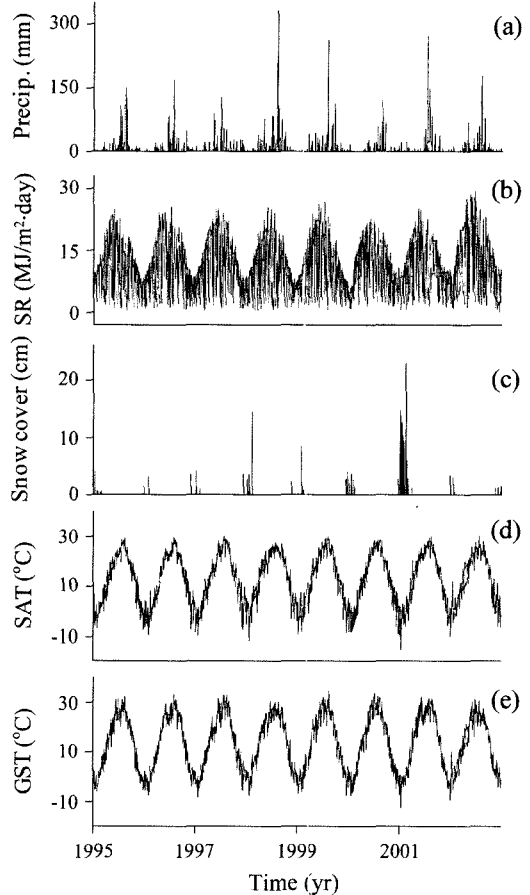 (a)
Precip. (mm)
300
150
0
(b)
SR (MJ/m²·day)
30
15
0
(c)
Snow cover (cm)
20
10
0
(d)
SAT (°C)
30
10
-10
(e)
GST (°C)
30
10
-10
1995 1997 1999 2001
Time (yr)